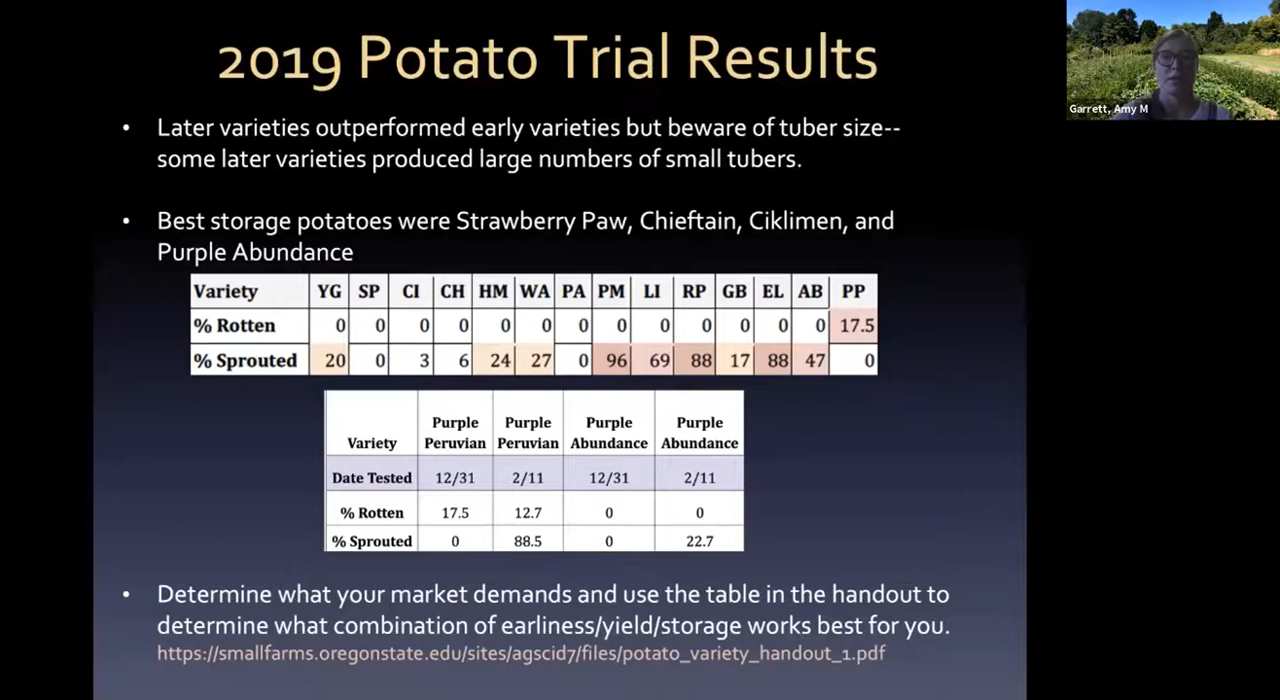 2019 Potato Trial Results
Garrett, Amy M
• Later varieties outperformed early varieties but beware of tuber size--
some later varieties produced large numbers of small tubers.
• Best storage potatoes were Strawberry Paw, Chieftain, Ciklimen, and
Purple Abundance
Variety YG SP CI CH HM WA PA PM LI RP GB EL AB PP
% Rotten 0 0 0 0 0 0 0 0 0 0 0 0 0 17.5
% Sprouted 20 0 3 6 24 27 0 96 69 88 17 88 47 0
Purple Purple Purple Purple
Variety Peruvian Peruvian Abundance Abundance
Date Tested 12/31 2/11 12/31 2/11
% Rotten 17.5 12.7 0 0
% Sprouted 0 88.5 0 22.7
• Determine what your market demands and use the table in the handout to
determine what combination of earliness/yield/storage works best for you.
https://smallfarms.oregonstate.edu/sites/agscid7/files/potato_variety_handout_1.pdf